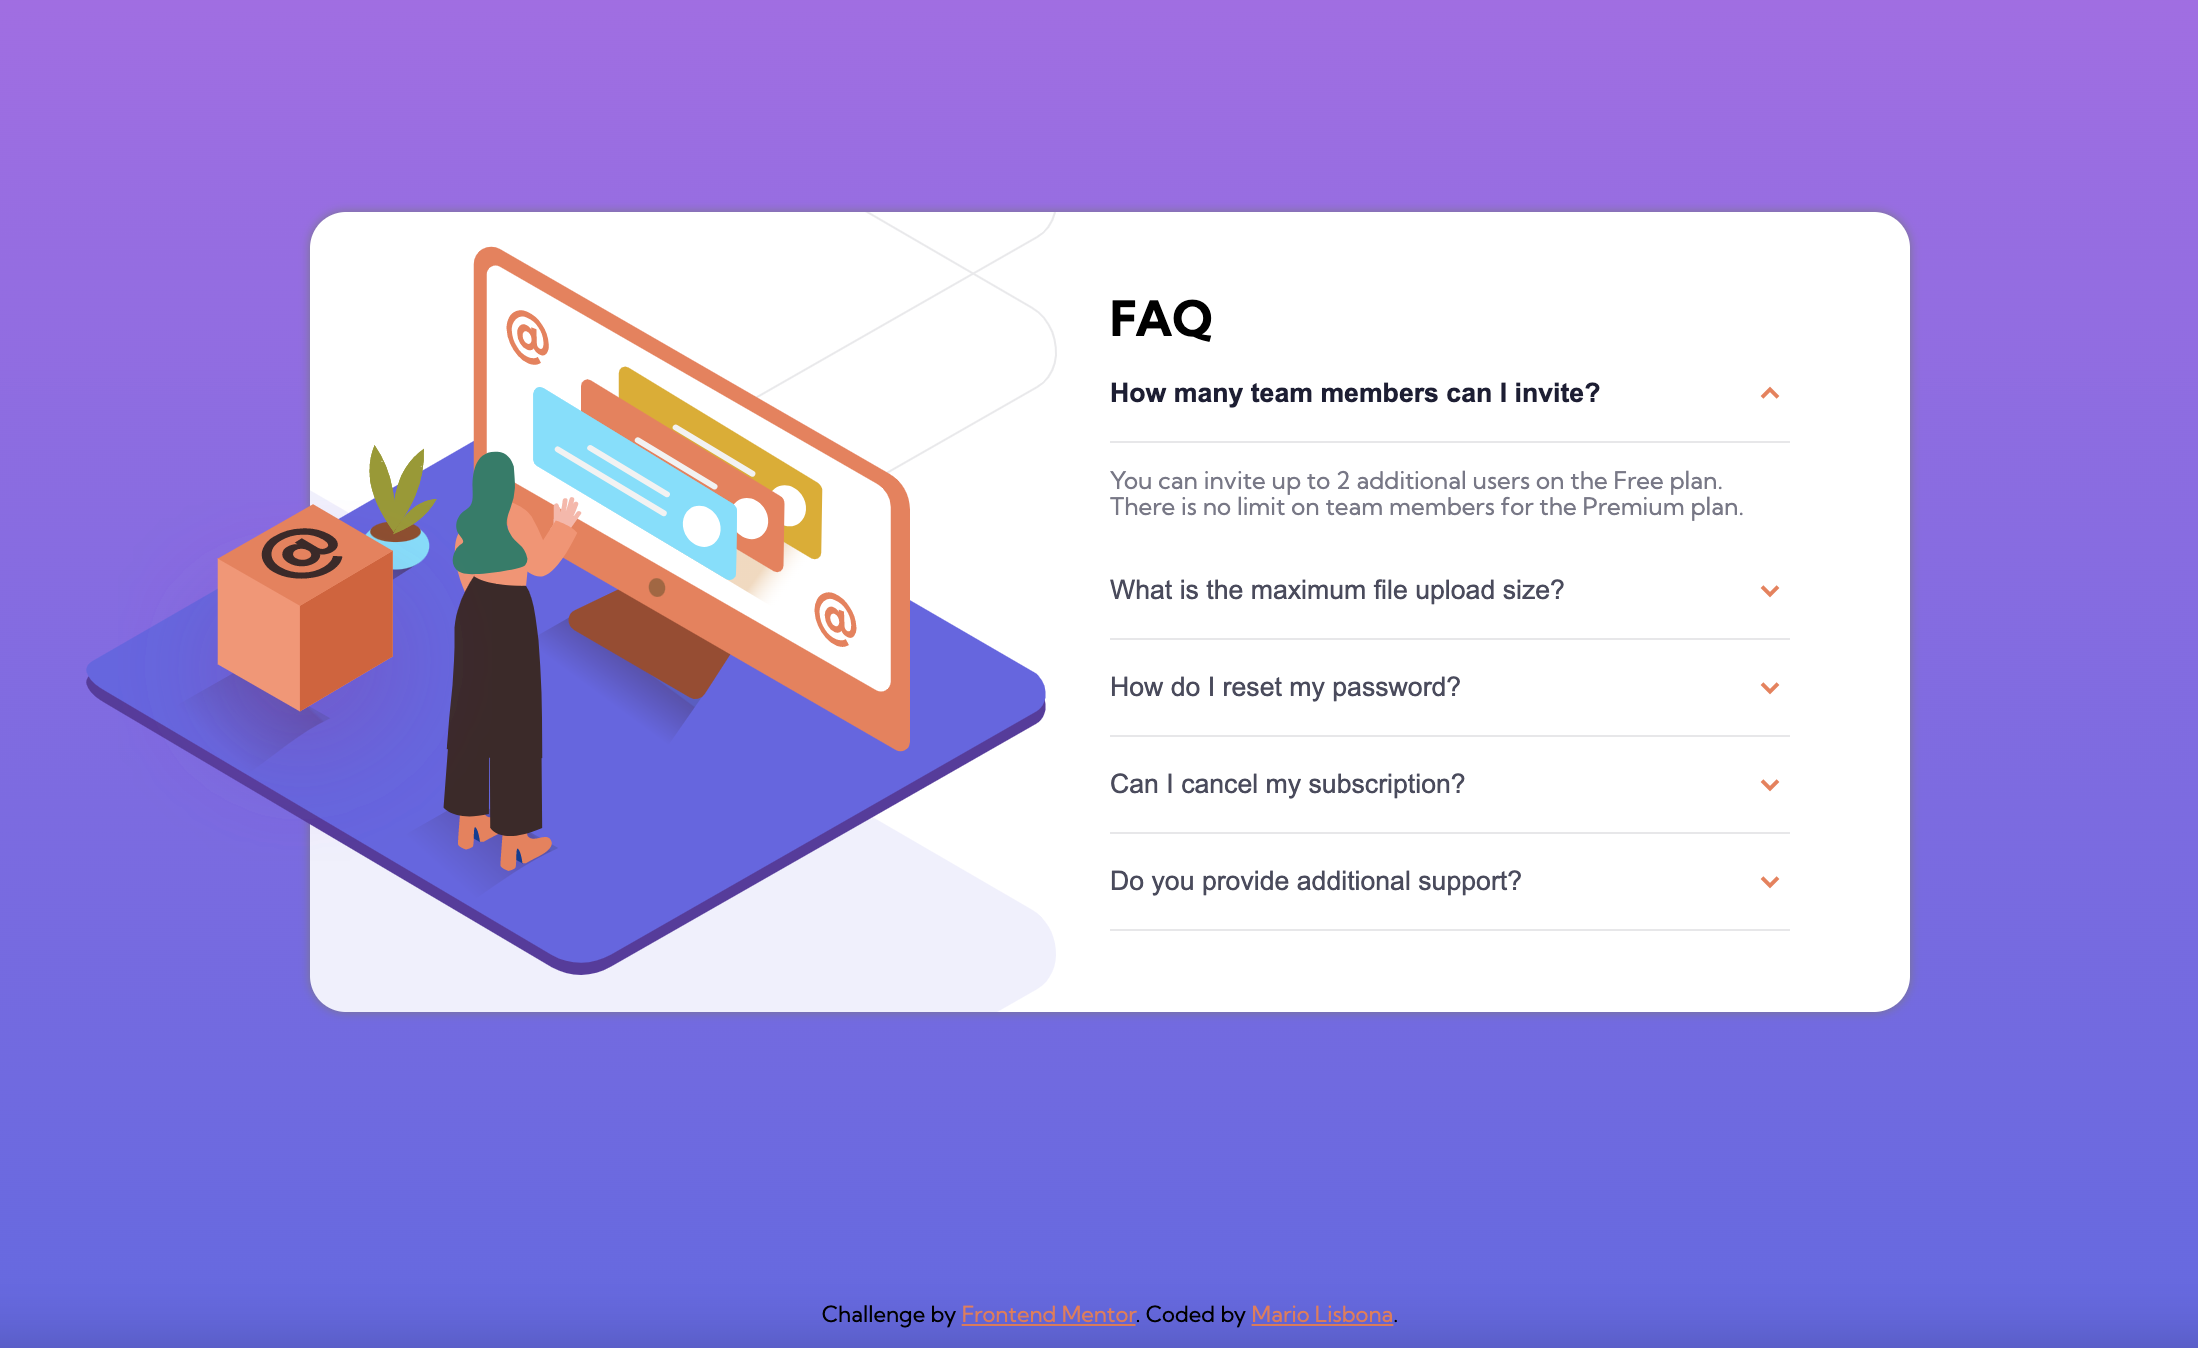 @
@
@
FAQ
How many team members can I invite?
You can invite up to 2 additional users on the Free plan.
There is no limit on team members for the Premium plan.
What is the maximum file upload size?
How do I reset my password?
Can I cancel my subscription?
Do you provide additional support?
Challenge by Frontend Mentor. Coded by Mario Lisbona.